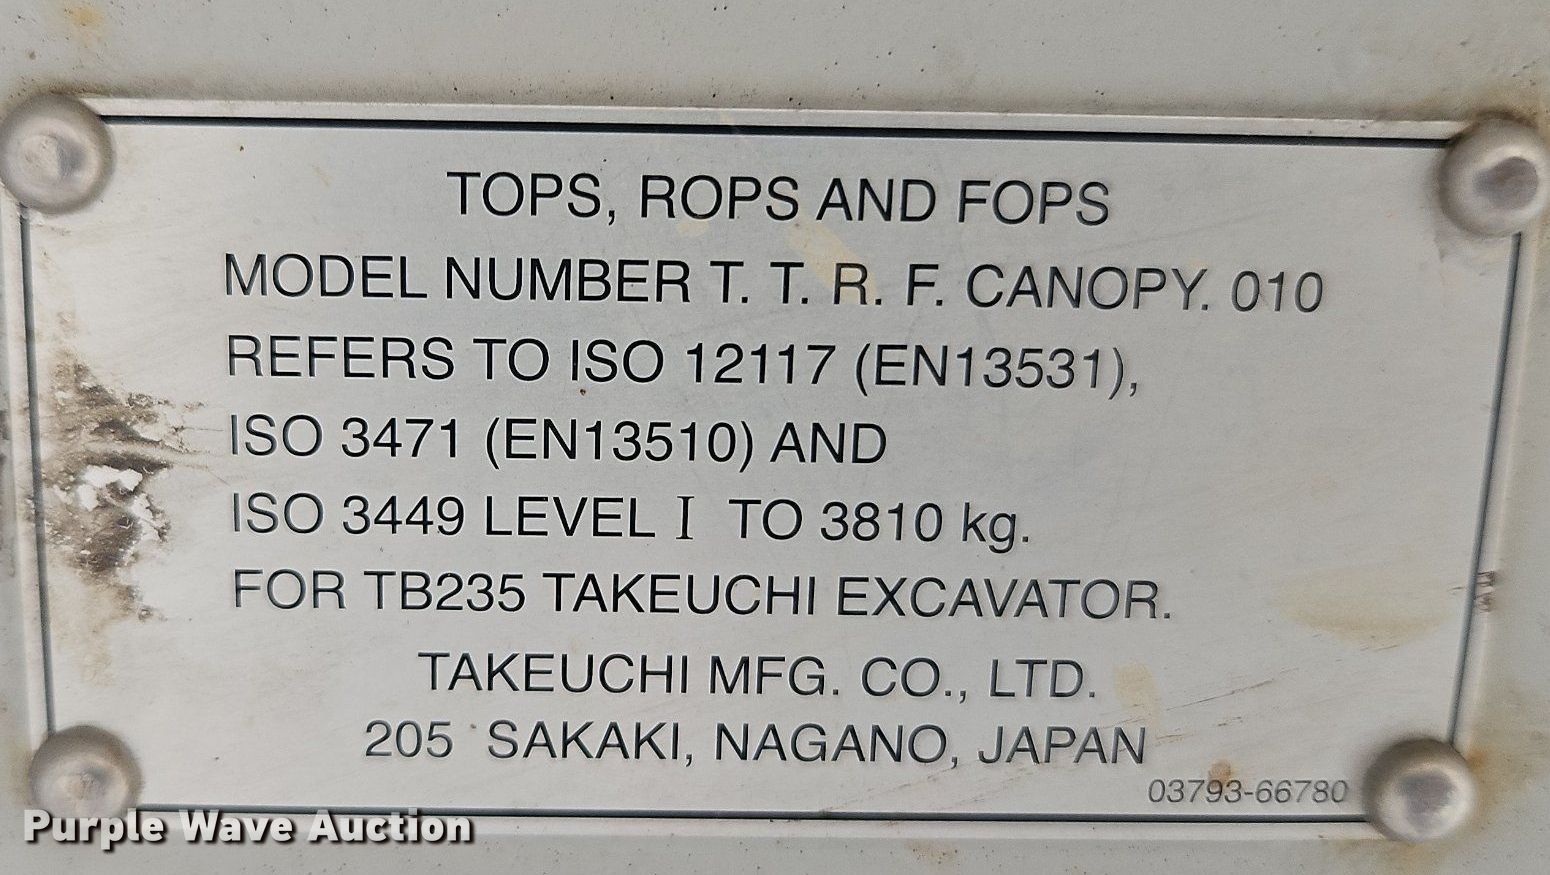 TOPS, ROPS AND FOPS
MODEL NUMBER T. T. R. F. CANOPY. 010
REFERS TO ISO 12117 (EN13531),
ISO 3471 (EN13510) AND
ISO 3449 LEVEL I TO 3810 kg.
FOR TB235 TAKEUCHI EXCAVATOR.
TAKEUCHI MFG. CO., LTD.
205 SAKAKI, NAGANO, JAPAN
03793-66780
Purple Wave Auction